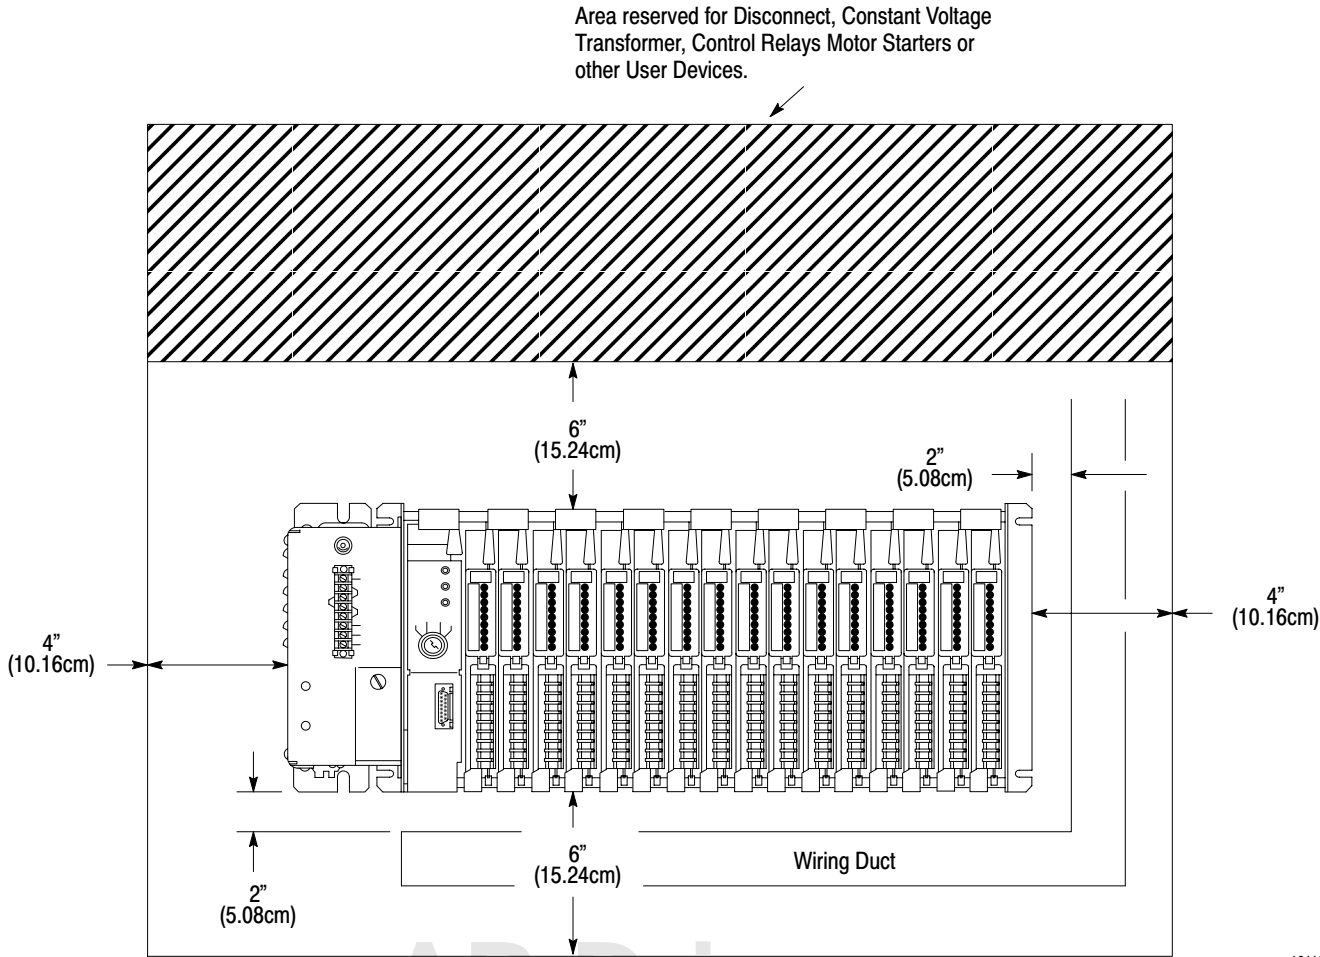 Area reserved for Disconnect, Constant Voltage
Transformer, Control Relays Motor Starters or
other User Devices.
6”
(15.24cm)
2”
(5.08cm)
4”
(10.16cm)
4”
(10.16cm)
6”
(15.24cm)
Wiring Duct
2”
(5.08cm)